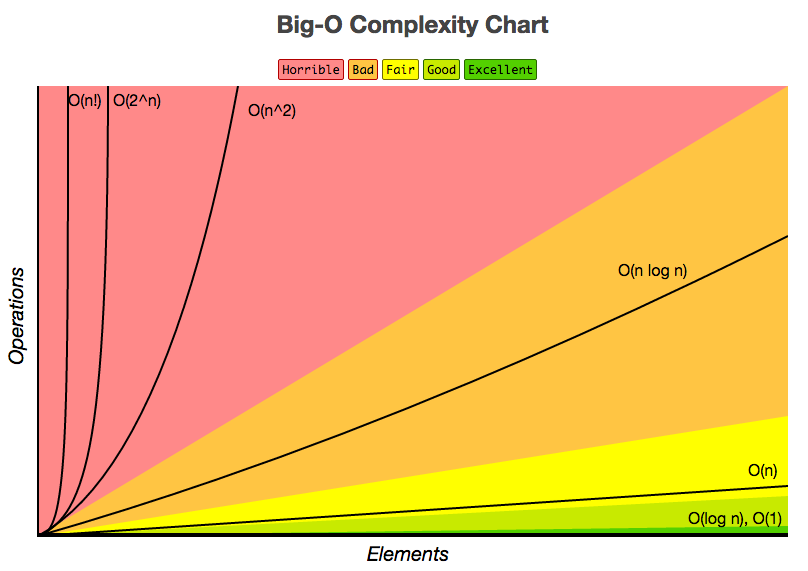 Big-O Complexity Chart
Horrible Bad Fair Good Excellent
O(n!) O(2^n)
O(n^2)
O(n log n)
O(n)
O(log n), O(1)
Operations
Elements